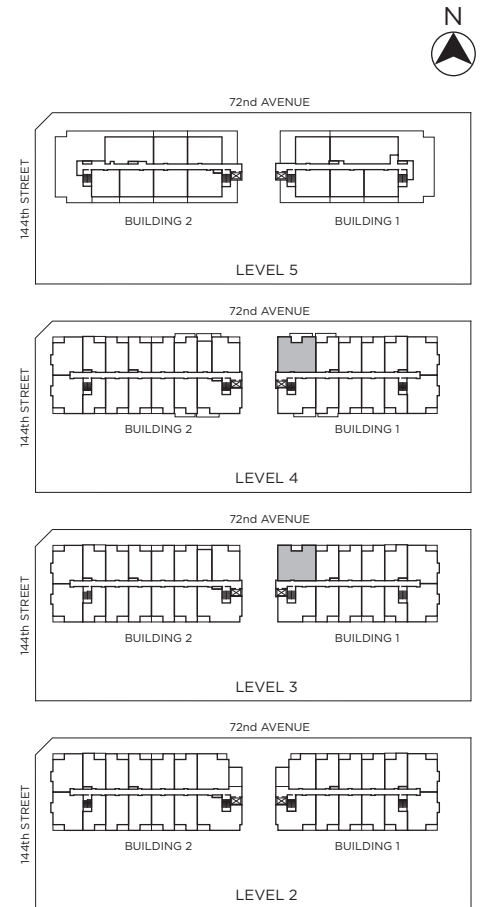 N
72nd AVENUE
144th STREET
BUILDING 2
BUILDING 1
LEVEL 5
72nd AVENUE
144th STREET
BUILDING 2
BUILDING 1
LEVEL 4
72nd AVENUE
144th STREET
BUILDING 2
BUILDING 1
LEVEL 3
72nd AVENUE
144th STREET
BUILDING 2
BUILDING 1
LEVEL 2